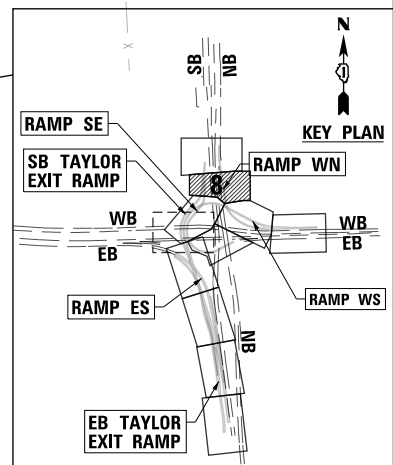 N
1
KEY PLAN
SB
NB
RAMP SE
SB TAYLOR
EXIT RAMP
RAMP WN
8
WB
EB
WB
EB
RAMP ES
RAMP WS
NB
EB TAYLOR
EXIT RAMP